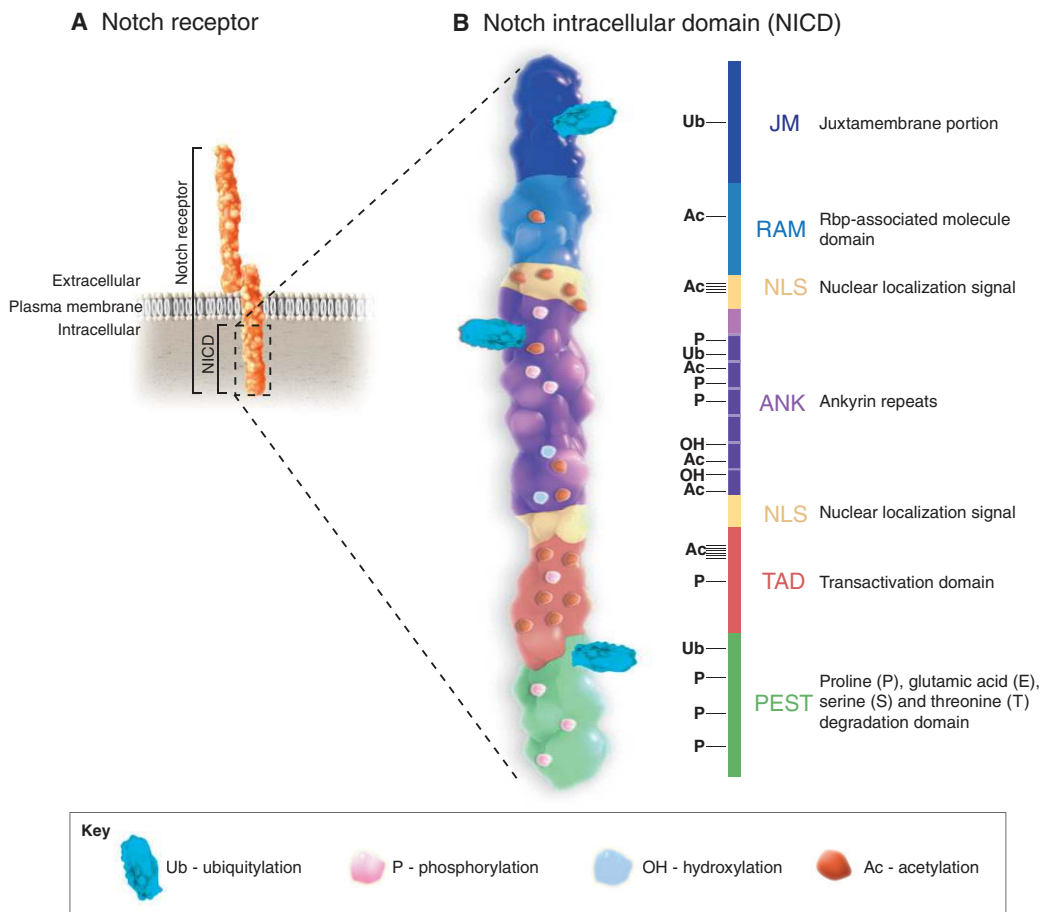 A Notch receptor
Notch receptor
Extracellular
Plasma membrane
Intracellular
NICD
B Notch intracellular domain (NICD)
Ub
JM
Juxtamembrane portion
Ac
RAM
Rbp-associated molecule
domain
Ac
NLS
Nuclear localization signal
P
Ub
Ac
P
P
ANK
Ankyrin repeats
OH
Ac
OH
Ac
NLS
Nuclear localization signal
Ac
P
TAD
Transactivation domain
Ub
P
P
P
PEST
Proline (P), glutamic acid (E),
serine (S) and threonine (T)
degradation domain
Key
Ub - ubiquitylation
P - phosphorylation
OH - hydroxylation
Ac - acetylation